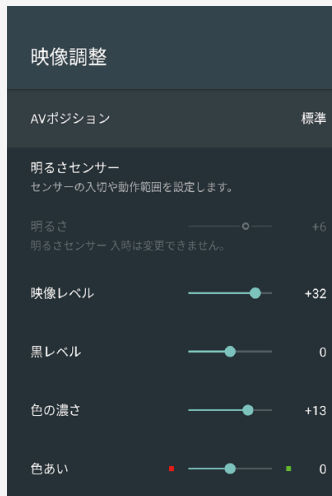 映像調整
AVポジション 標準
明るさセンサー
センサーの入切や動作範囲を設定します。
明るさ +6
明るさセンサー 入時は変更できません。
映像レベル +32
黒レベル 0
色の濃さ +13
色あい 0